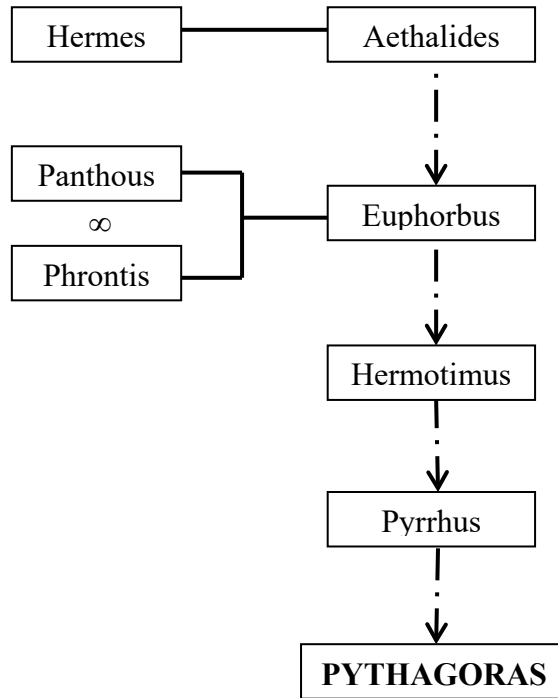 Hermes
Aethalides
Panthous
∞
Phrontis
Euphorbus
Hermotimus
Pyrrhus
PYTHAGORAS